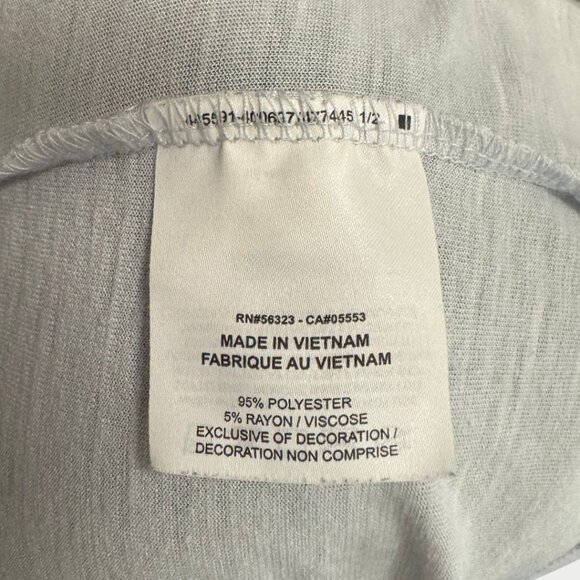 RN#56323 - CA#05553
MADE IN VIETNAM
FABRIQUE AU VIETNAM
95% POLYESTER
5% RAYON / VISCOSE
EXCLUSIVE OF DECORATION /
DECORATION NON COMPRISE